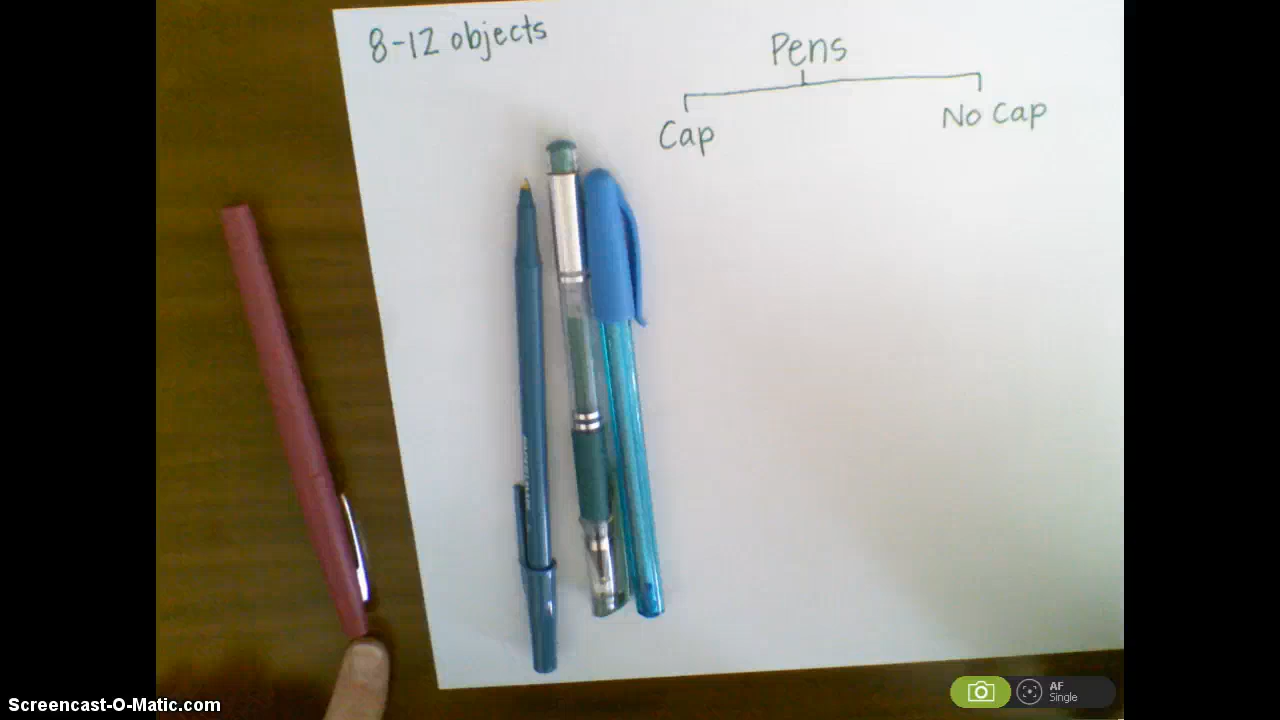 8-12 objects
Pens
Cap
No Cap
AF
Single
Screencast-O-Matic.com